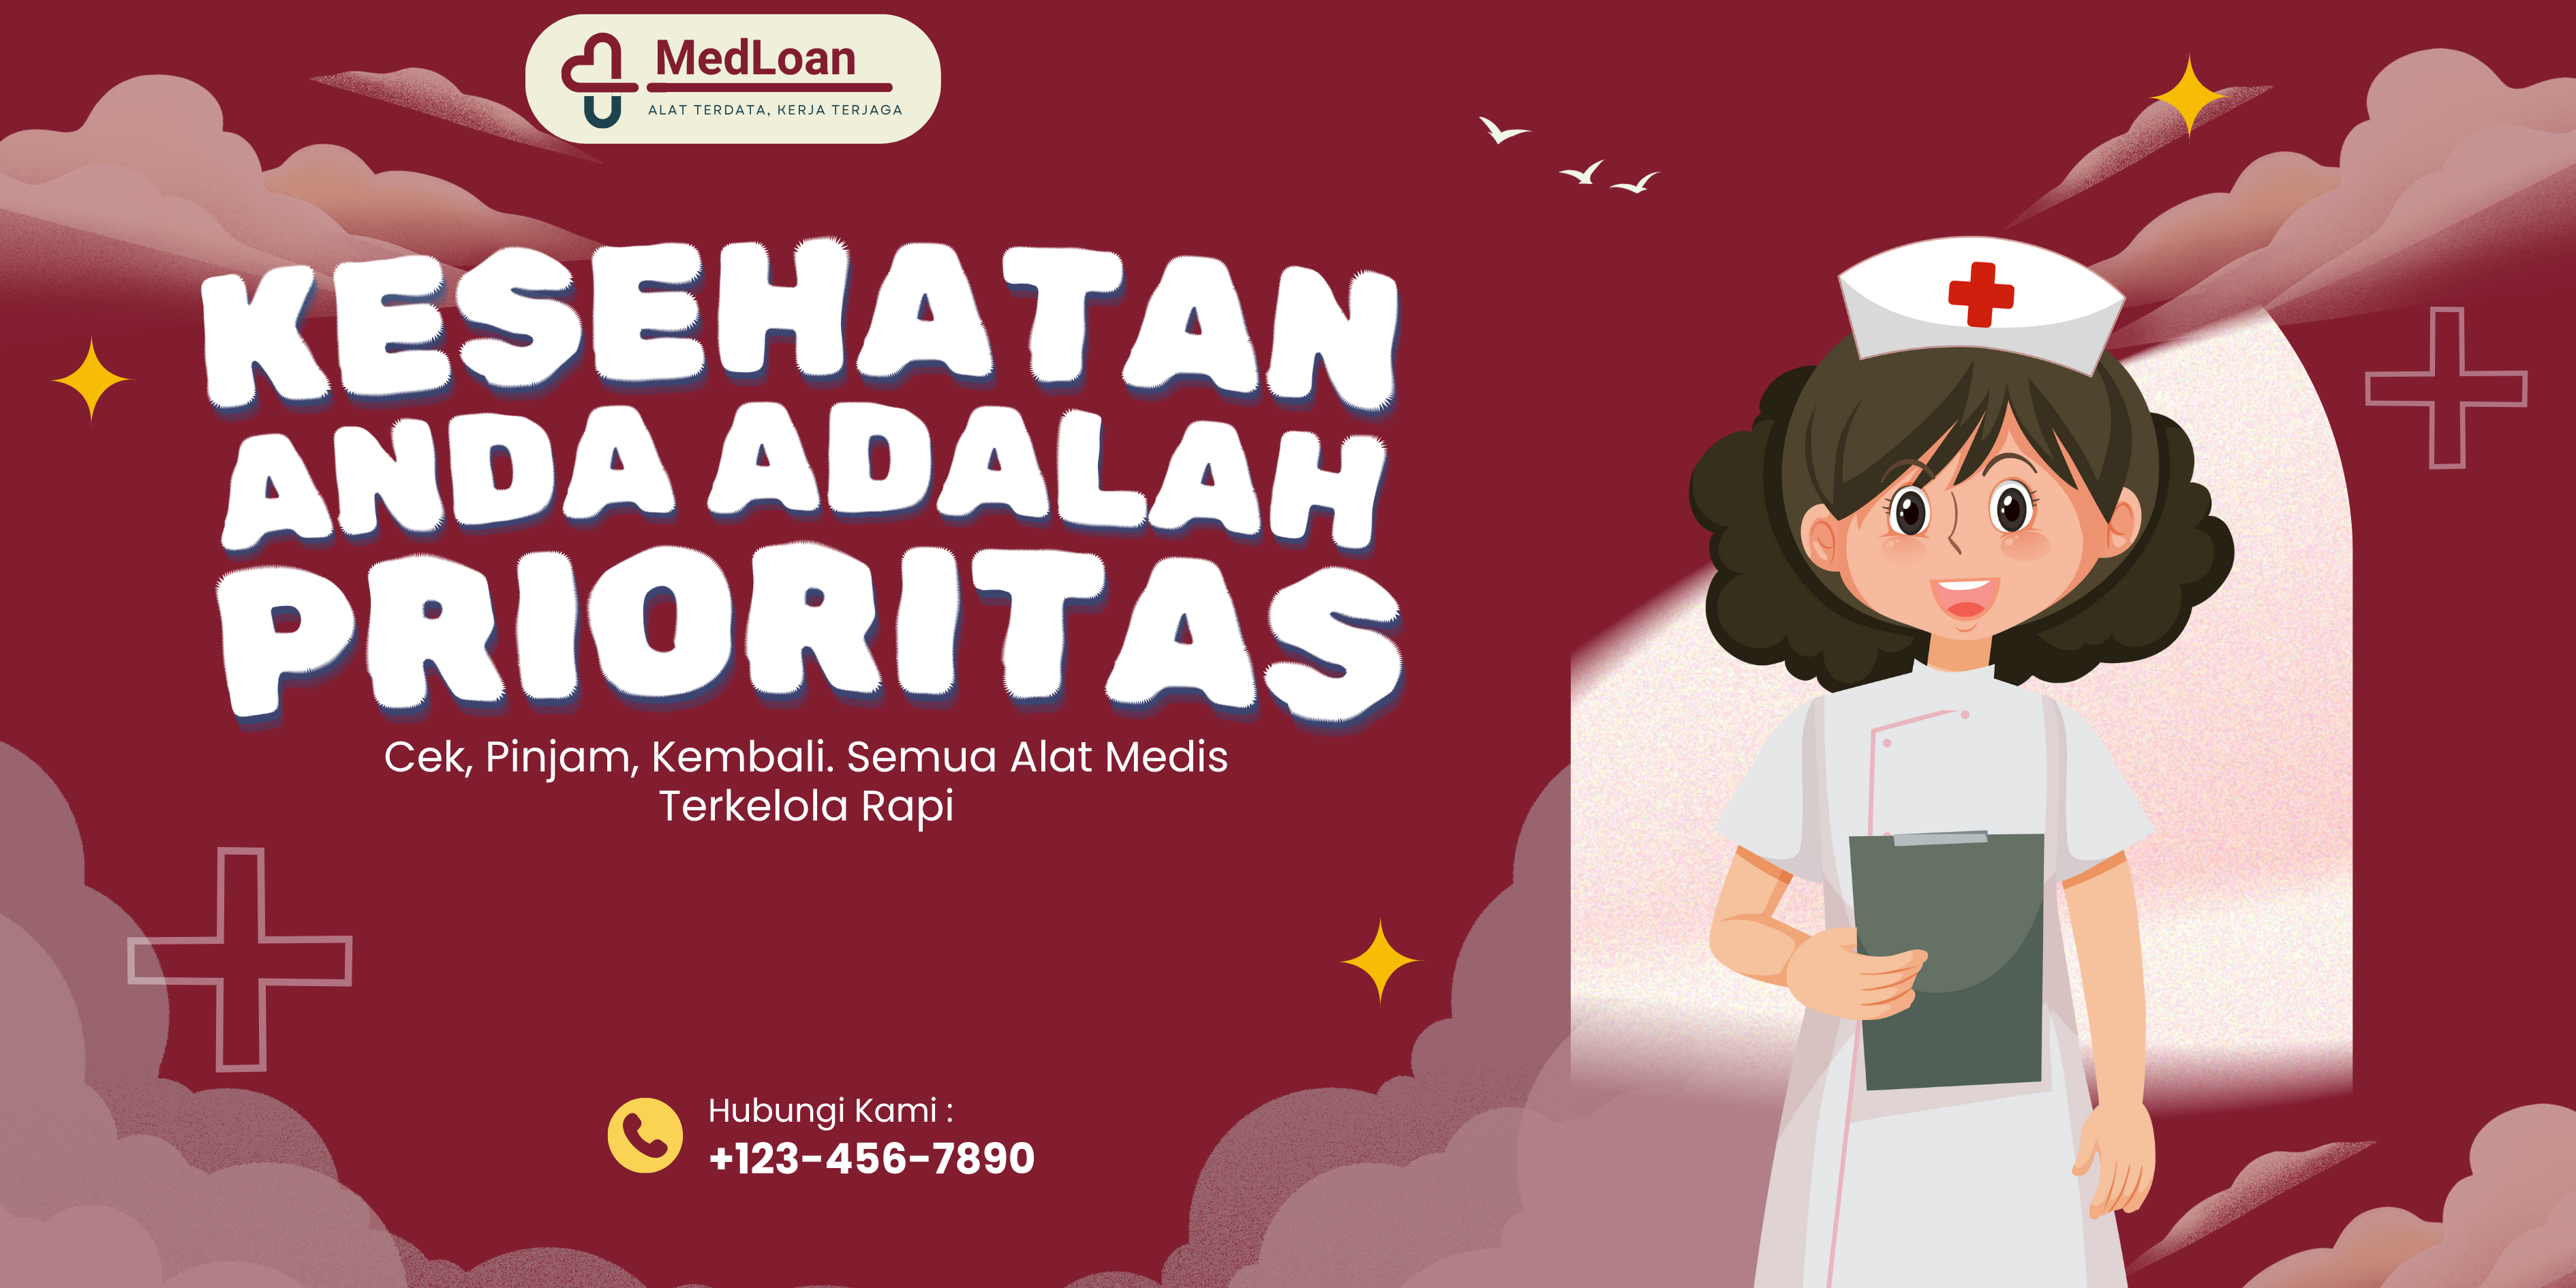 MedLoan
ALAT TERDATA, KERJA TERJAGA
KESEHATAN
ANDA ADALAH
PRIORITAS
Cek, Pinjam, Kembali. Semua Alat Medis
Terkelola Rapi
Hubungi Kami :
+123-456-7890